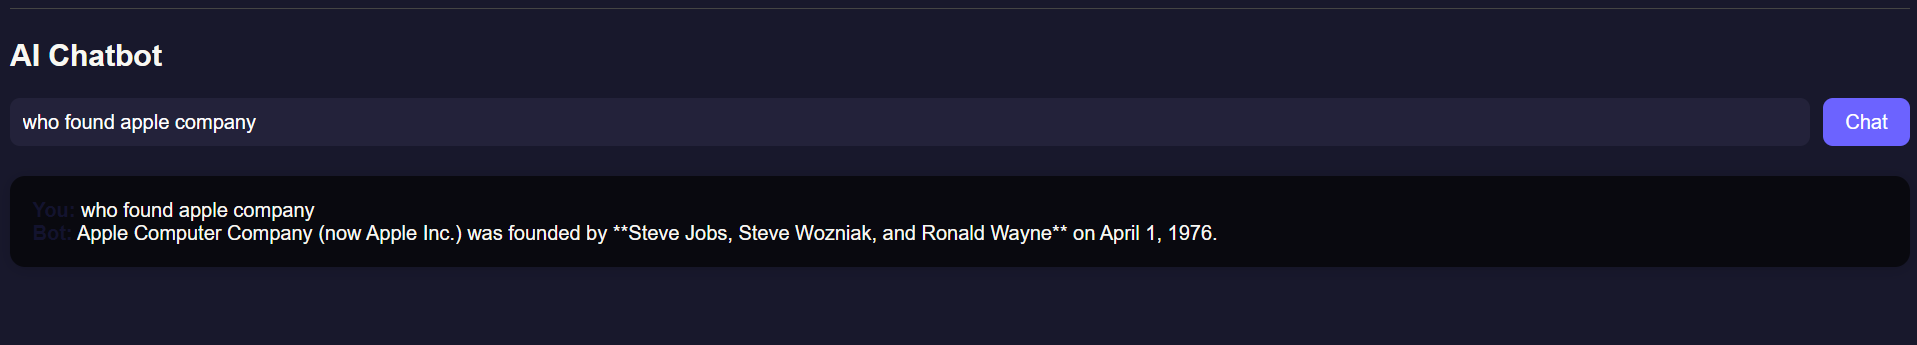 AI Chatbot
who found apple company
Chat
You: who found apple company
Bot: Apple Computer Company (now Apple Inc.) was founded by **Steve Jobs, Steve Wozniak, and Ronald Wayne** on April 1, 1976.